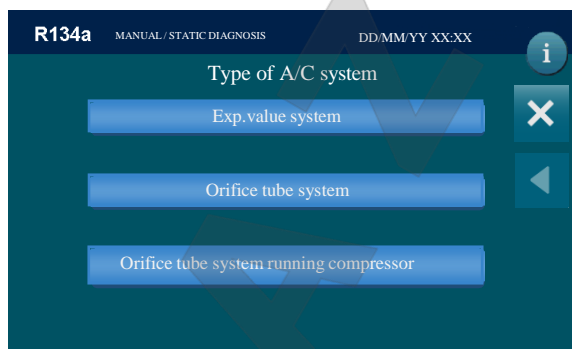 R134a MANUAL / STATIC DIAGNOSIS DD/MM/YY XX:XX
i
Type of A/C system
Exp.value system
Orifice tube system
Orifice tube system running compressor